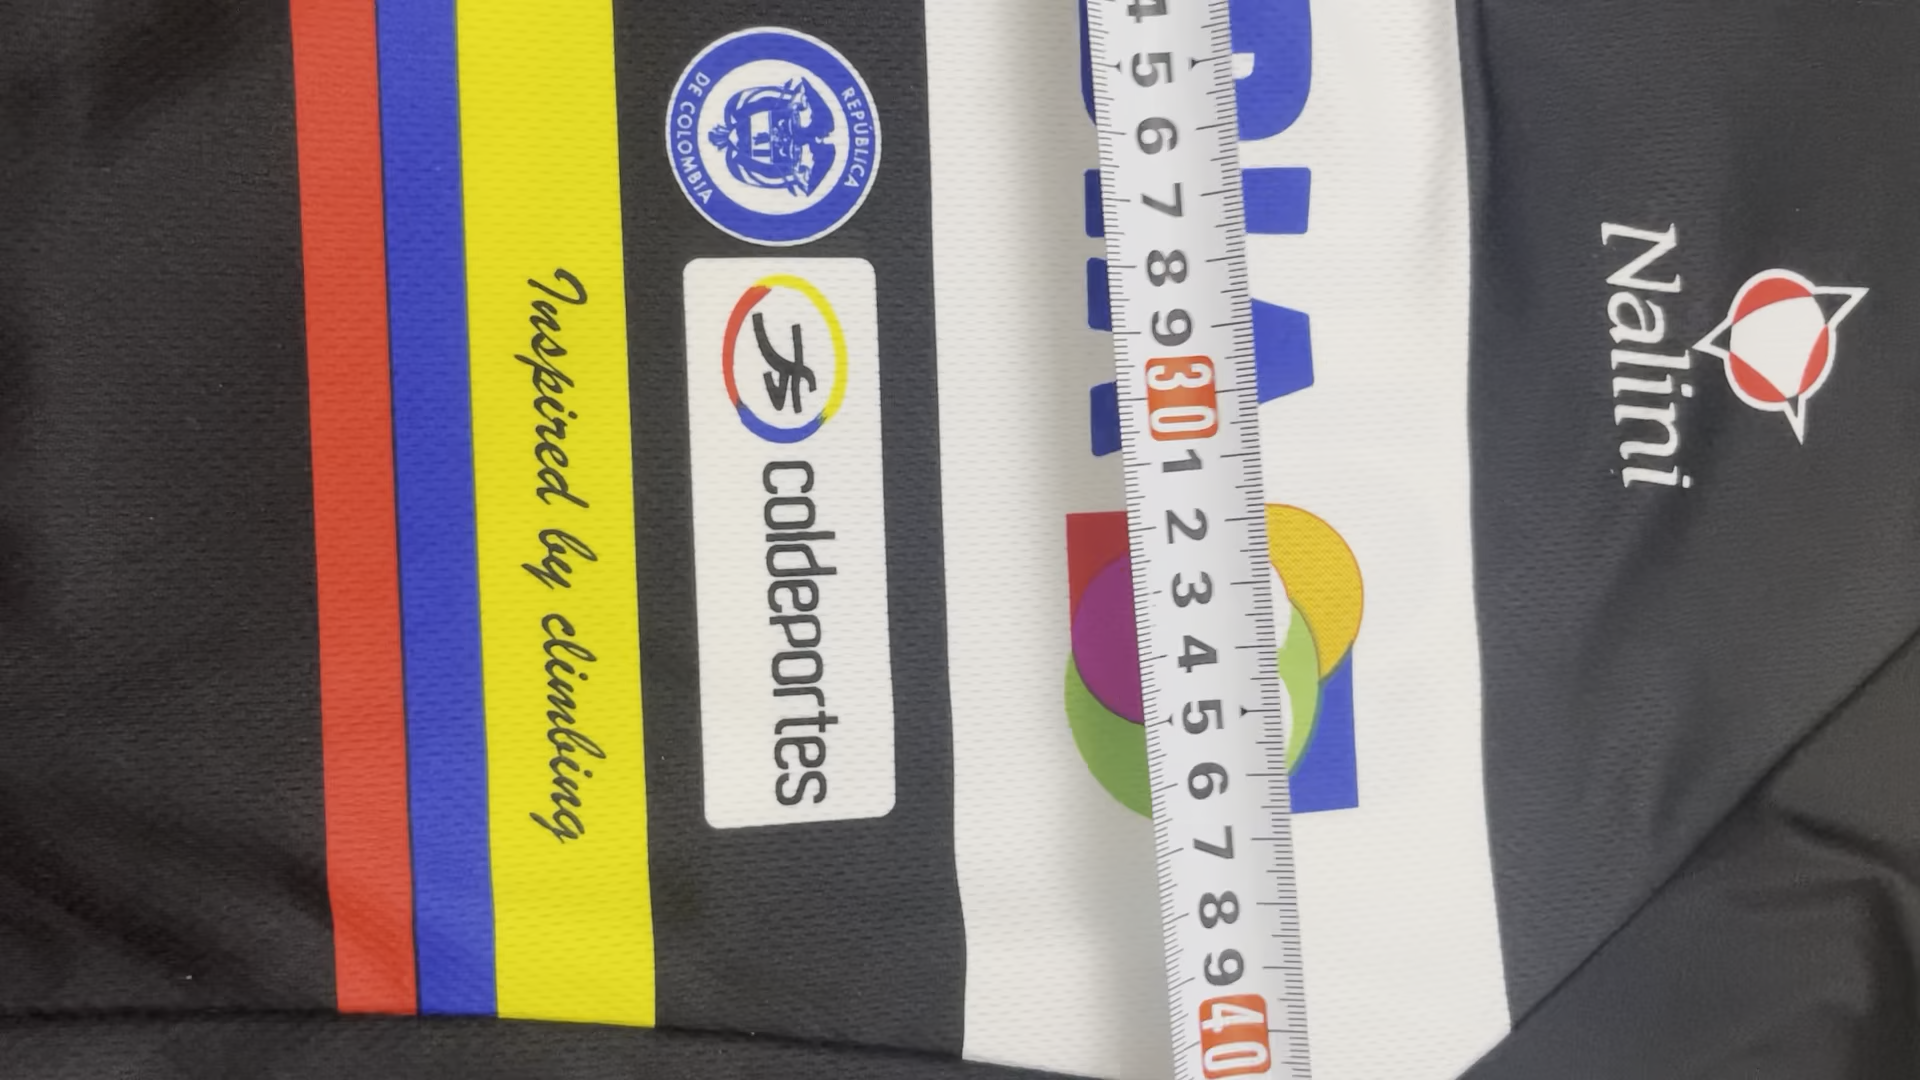 REPÚBLICA
DE COLOMBIA
coldeportes
Inspired by climbing
Nalini
4 5 6 7 8 9 30 1 2 3 4 5 6 7 8 9 40